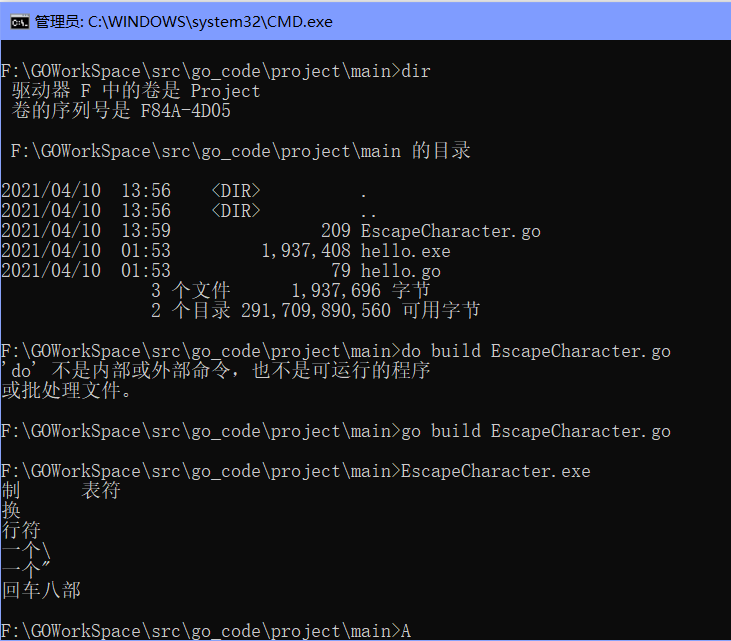 管理员: C:\WINDOWS\system32\CMD.exe
F:\GOWorkSpace\src\go_code\project\main>dir
驱动器 F 中的卷是 Project
卷的序列号是 F84A-4D05
F:\GOWorkSpace\src\go_code\project\main 的目录
2021/04/10  13:56    <DIR>          .
2021/04/10  13:56    <DIR>          ..
2021/04/10  13:59               209 EscapeCharacter.go
2021/04/10  01:53         1,937,408 hello.exe
2021/04/10  01:53                79 hello.go
3 个文件      1,937,696 字节
2 个目录 291,709,890,560 可用字节
F:\GOWorkSpace\src\go_code\project\main>do build EscapeCharacter.go
'do' 不是内部或外部命令，也不是可运行的程序
或批处理文件。
F:\GOWorkSpace\src\go_code\project\main>go build EscapeCharacter.go
F:\GOWorkSpace\src\go_code\project\main>EscapeCharacter.exe
制      表符
换
行符
一个\
一个"
回车八部
F:\GOWorkSpace\src\go_code\project\main>A